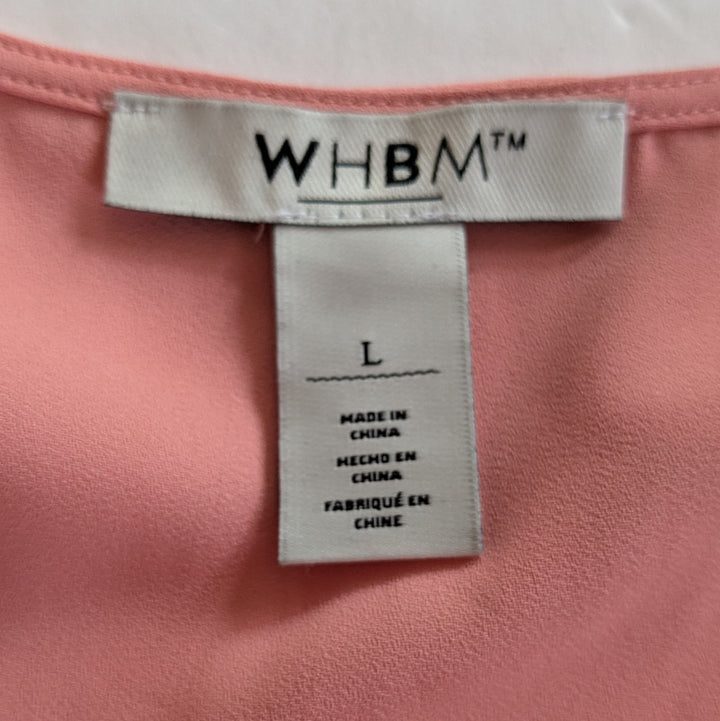 WHBM™
L
MADE IN
CHINA
HECHO EN
CHINA
FABRIQUÉ EN
CHINE